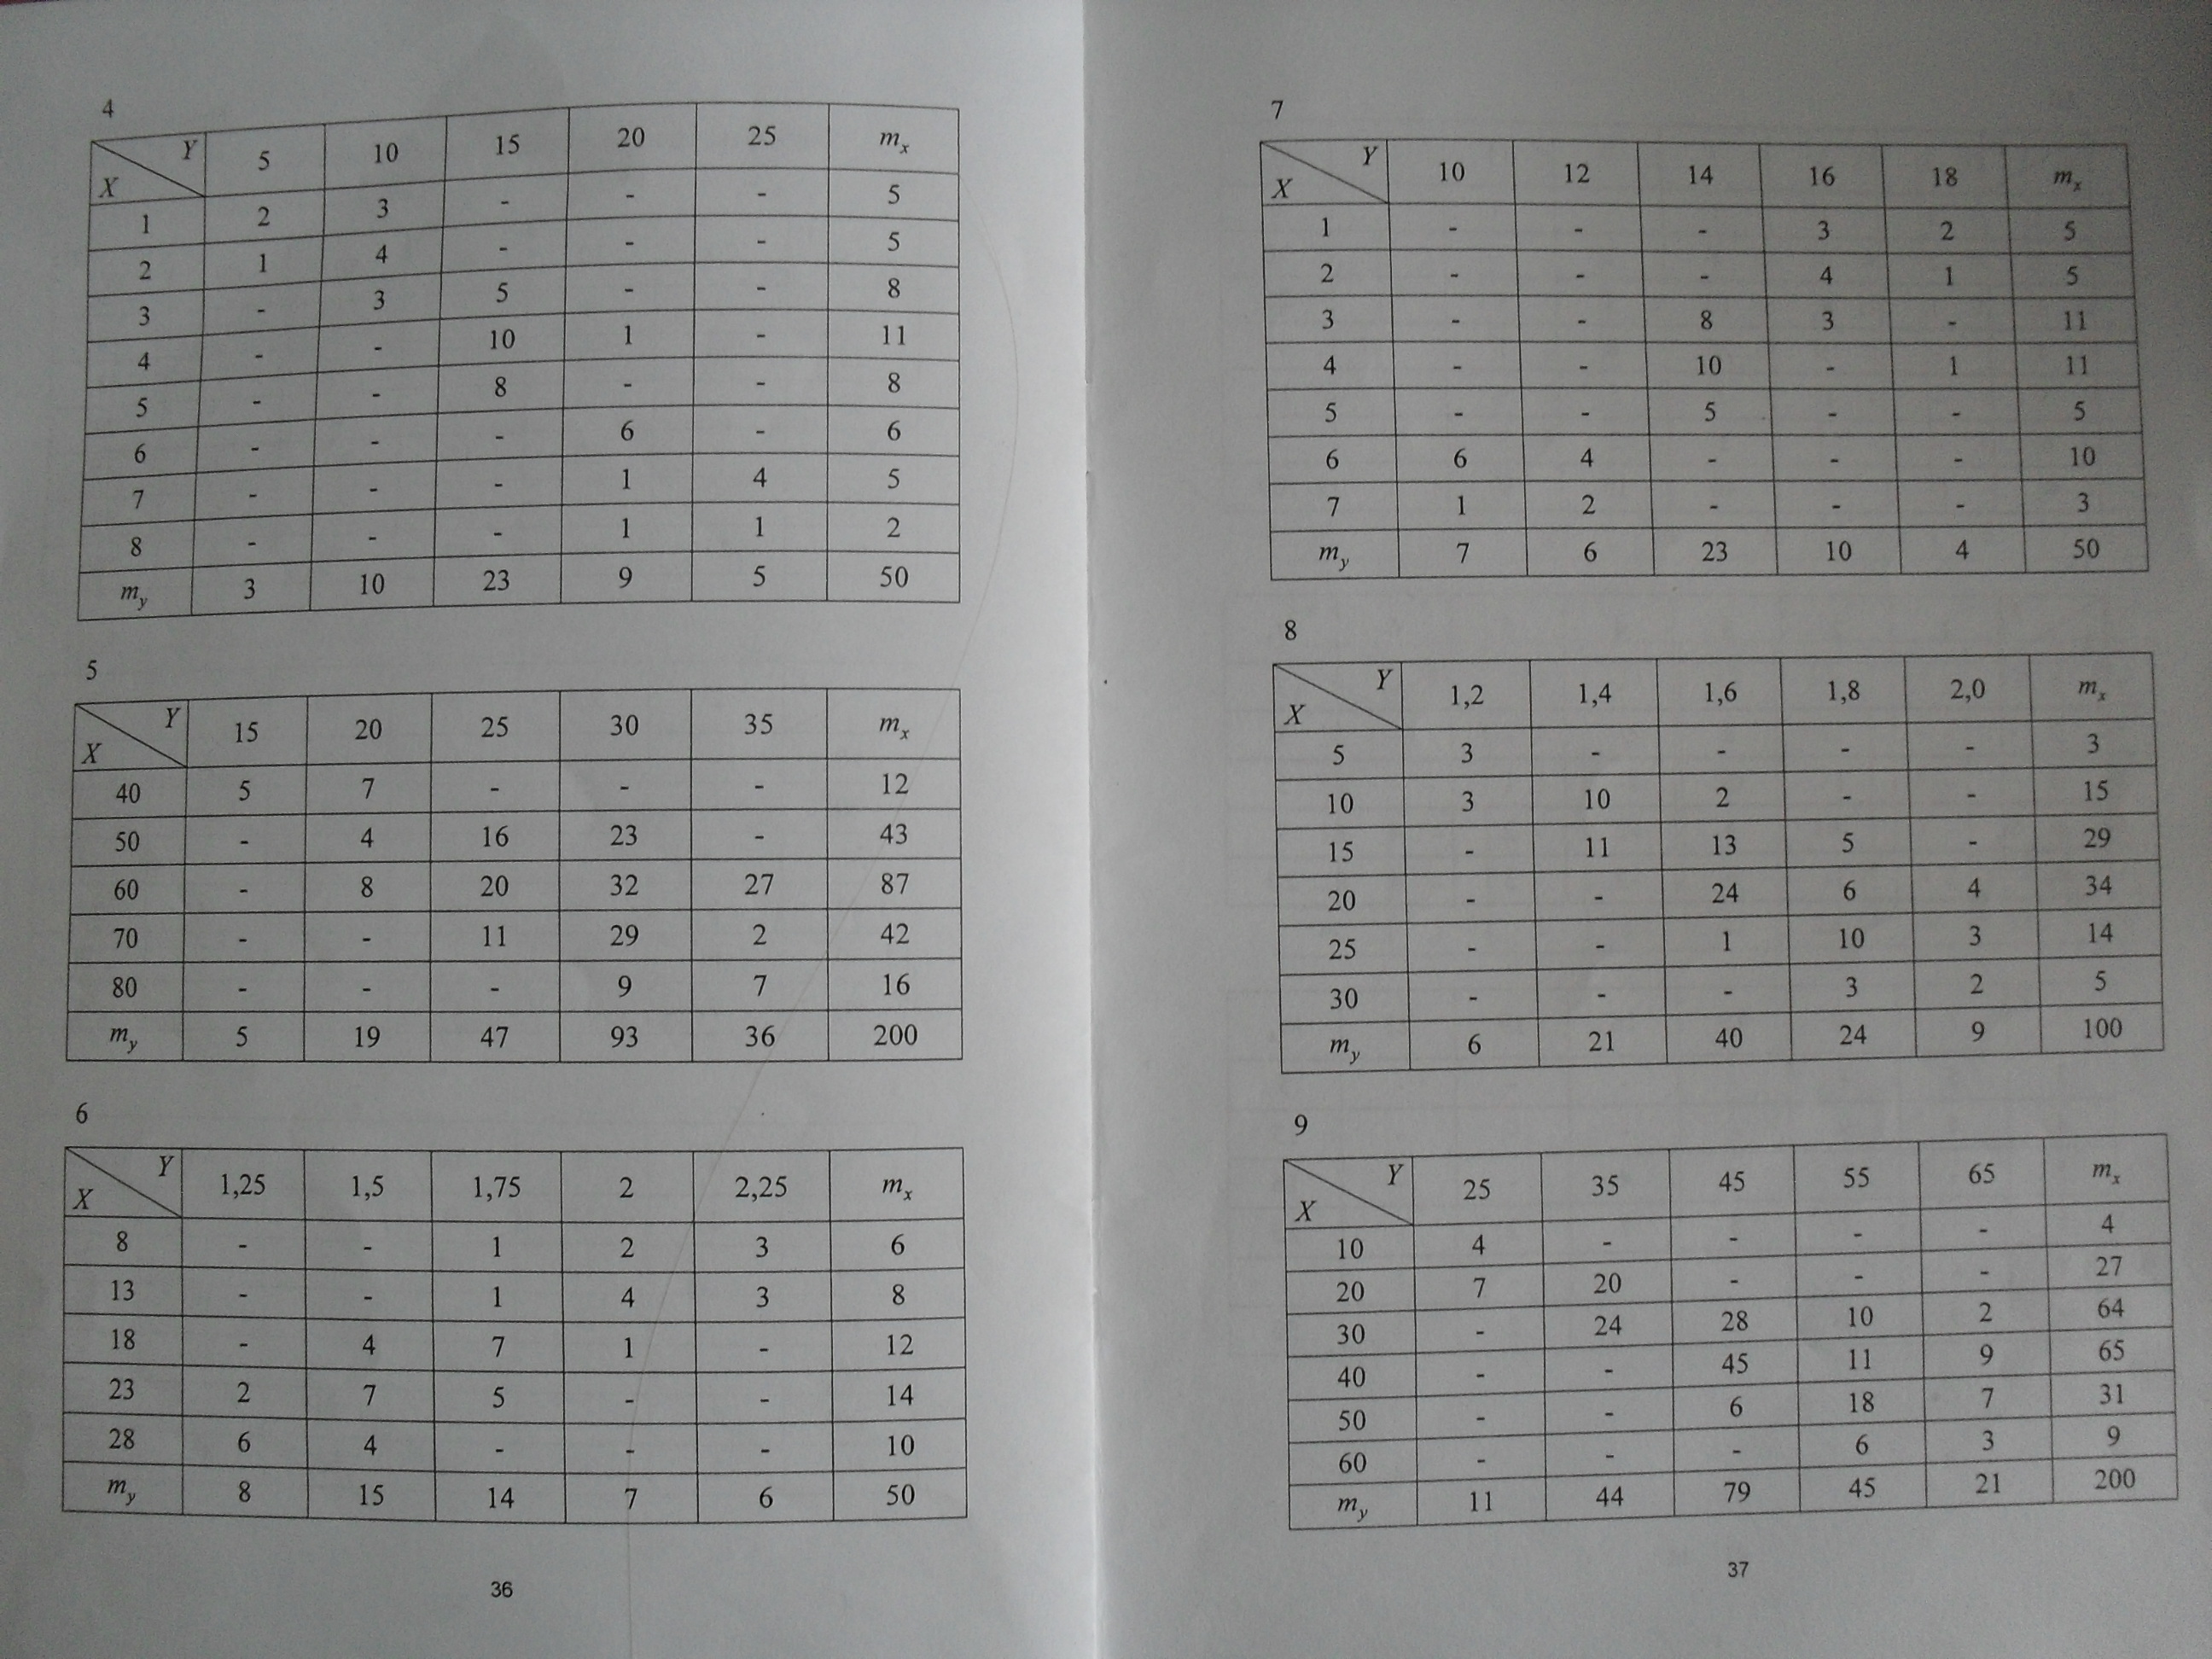 4
Y X 5 10 15 20 25 mx
1 2 3 - - - 5
2 1 4 - - - 5
3 - 3 5 - - 8
4 - - 10 1 - 11
5 - - 8 - - 8
6 - - - 6 - 6
7 - - - 1 4 5
8 - - - 1 1 2
my 3 10 23 9 5 50
5
Y X 15 20 25 30 35 mx
40 5 7 - - - 12
50 - 4 16 23 - 43
60 - 8 20 32 27 87
70 - - 11 29 2 42
80 - - - 9 7 16
my 5 19 47 93 36 200
6
Y X 1,25 1,5 1,75 2 2,25 mx
8 - - 1 2 3 6
13 - - 1 4 3 8
18 - 4 7 1 - 12
23 2 7 5 - - 14
28 6 4 - - - 10
my 8 15 14 7 6 50
36
7
Y X 10 12 14 16 18 mx
1 - - - 3 2 5
2 - - - 4 1 5
3 - - 8 3 - 11
4 - - 10 - 1 11
5 - - 5 - - 5
6 6 4 - - - 10
7 1 2 - - - 3
my 7 6 23 10 4 50
8
Y X 1,2 1,4 1,6 1,8 2,0 mx
5 3 - - - - 3
10 3 10 2 - - 15
15 - 11 13 5 - 29
20 - - 24 6 4 34
25 - - 1 10 3 14
30 - - - 3 2 5
my 6 21 40 24 9 100
9
Y X 25 35 45 55 65 mx
10 4 - - - - 4
20 7 20 - - - 27
30 - 24 28 10 2 64
40 - - 45 11 9 65
50 - - 6 18 7 31
60 - - - 6 3 9
my 11 44 79 45 21 200
37